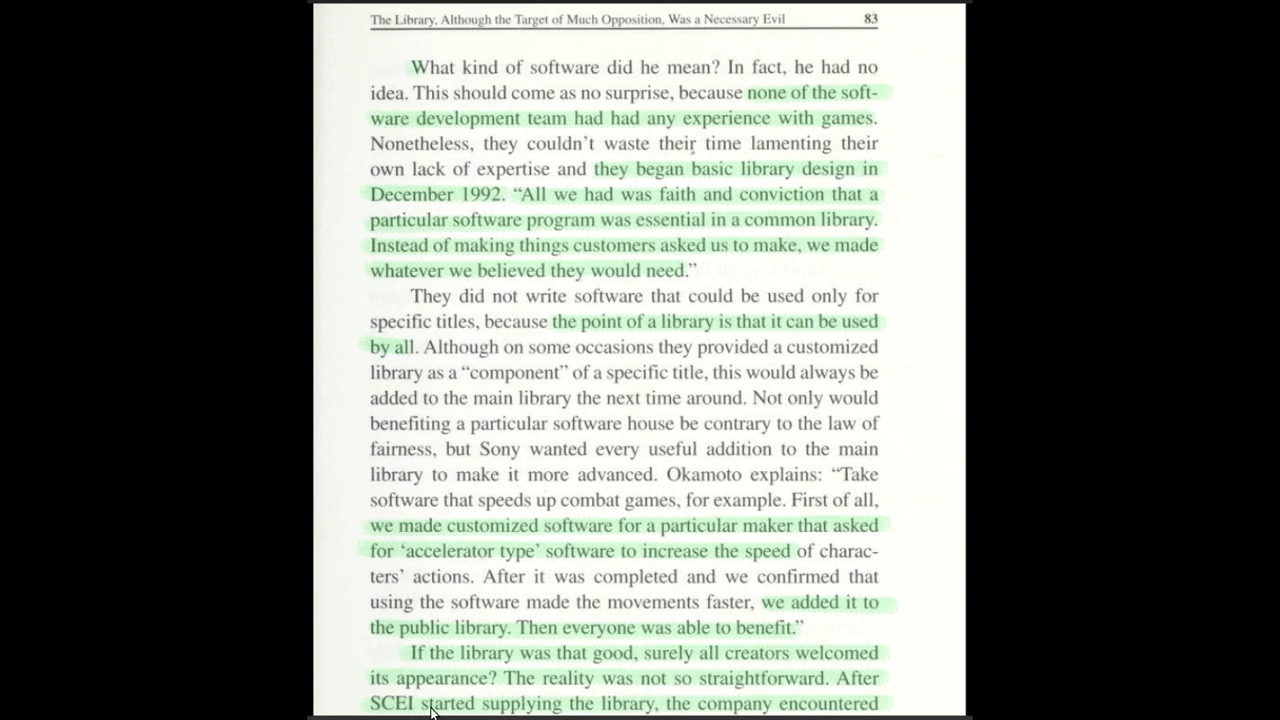 The Library, Although the Target of Much Opposition, Was a Necessary Evil 83
What kind of software did he mean? In fact, he had no
idea. This should come as no surprise, because none of the soft-
ware development team had had any experience with games.
Nonetheless, they couldn't waste their time lamenting their
own lack of expertise and they began basic library design in
December 1992. “All we had was faith and conviction that a
particular software program was essential in a common library.
Instead of making things customers asked us to make, we made
whatever we believed they would need.”
They did not write software that could be used only for
specific titles, because the point of a library is that it can be used
by all. Although on some occasions they provided a customized
library as a “component” of a specific title, this would always be
added to the main library the next time around. Not only would
benefiting a particular software house be contrary to the law of
fairness, but Sony wanted every useful addition to the main
library to make it more advanced. Okamoto explains: “Take
software that speeds up combat games, for example. First of all,
we made customized software for a particular maker that asked
for ‘accelerator type’ software to increase the speed of charac-
ters’ actions. After it was completed and we confirmed that
using the software made the movements faster, we added it to
the public library. Then everyone was able to benefit.”
If the library was that good, surely all creators welcomed
its appearance? The reality was not so straightforward. After
SCEI started supplying the library, the company encountered